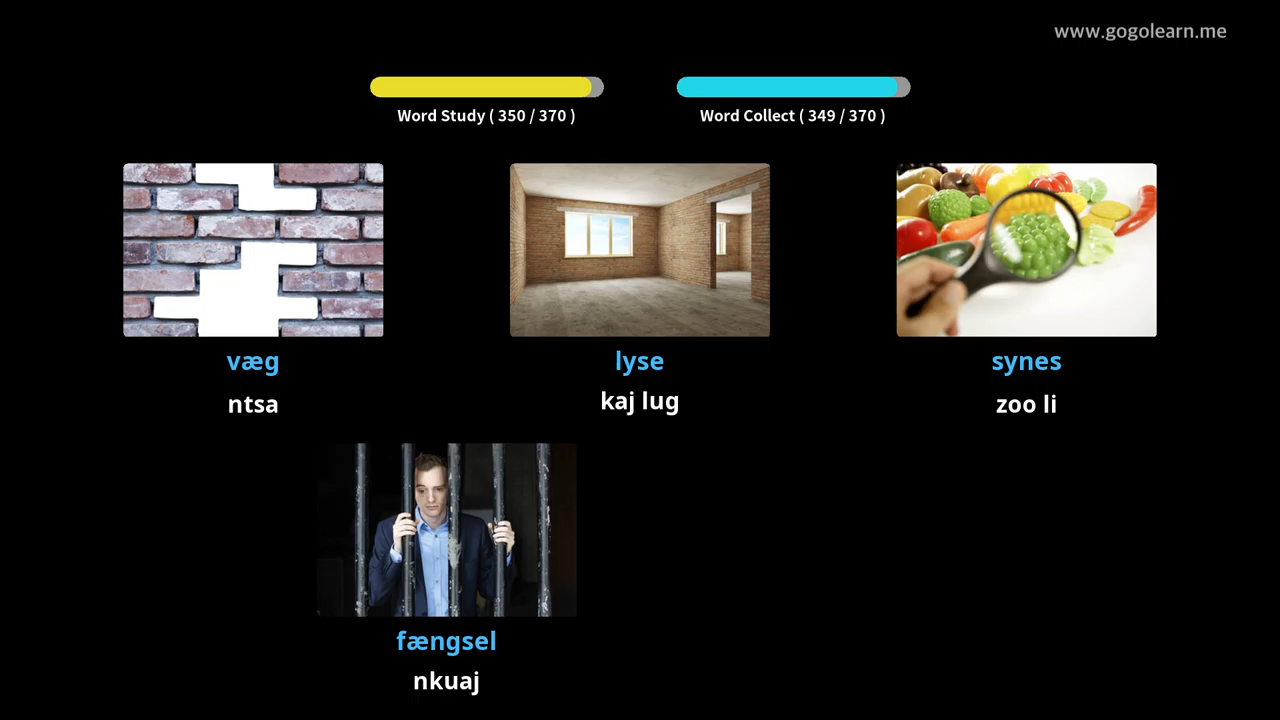 www.gogolearn.me
Word Study ( 350 / 370 )
Word Collect ( 349 / 370 )
væg
ntsa
lyse
kaj lug
synes
zoo li
fængsel
nkuaj